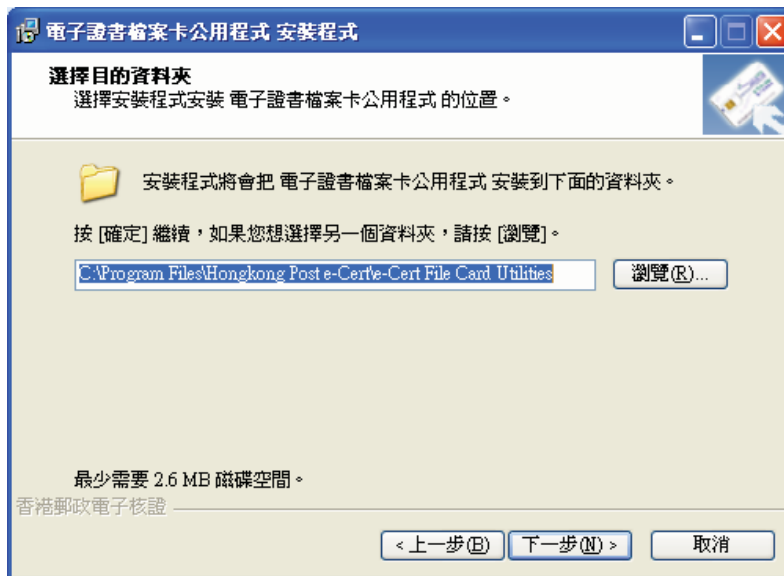 電子證書檔案卡公用程式 安裝程式
選擇目的資料夾
選擇安裝程式安裝 電子證書檔案卡公用程式 的位置。
安裝程式將會把 電子證書檔案卡公用程式 安裝到下面的資料夾。
按 [確定] 繼續，如果您想選擇另一個資料夾，請按 [瀏覽]。
C:\Program Files\Hongkong Post e-Cert\e-Cert File Card Utilities
瀏覽(R)...
最少需要 2.6 MB 磁碟空間。
香港郵政電子核證
< 上一步(B)
下一步(N) >
取消